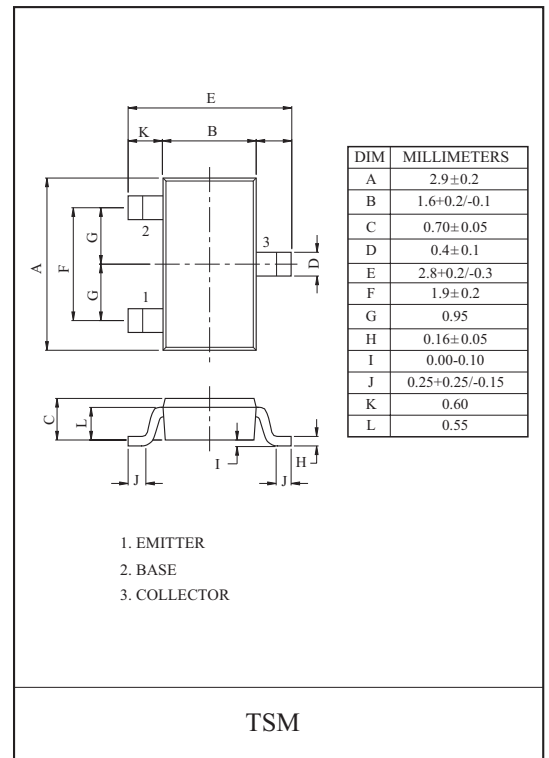 E
K B
A
F
G
G
2
1
3
D
DIM MILLIMETERS
A 2.9±0.2
B 1.6+0.2/-0.1
C 0.70±0.05
D 0.4±0.1
E 2.8+0.2/-0.3
F 1.9±0.2
G 0.95
H 0.16±0.05
I 0.00-0.10
J 0.25+0.25/-0.15
K 0.60
L 0.55
C
L
I
H
J
J
1. EMITTER
2. BASE
3. COLLECTOR
TSM